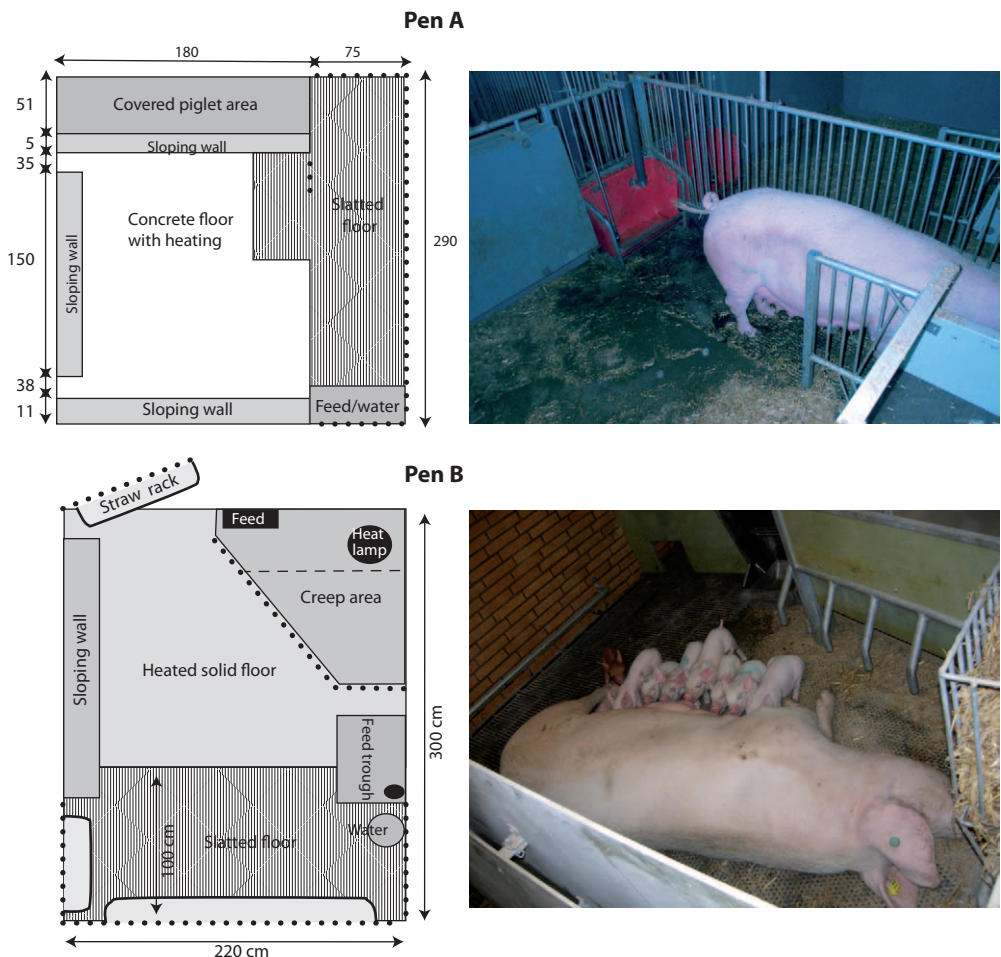 Pen A
180
75
51
5
35
150
38
11
290
Covered piglet area
Sloping wall
Concrete floor
with heating
Slatted
floor
Sloping wall
Sloping wall
Feed/water
Pen B
Straw rack
Feed
Heat
lamp
Creep area
Sloping wall
Heated solid floor
Feed trough
300 cm
Water
Slatted floor
100 cm
220 cm